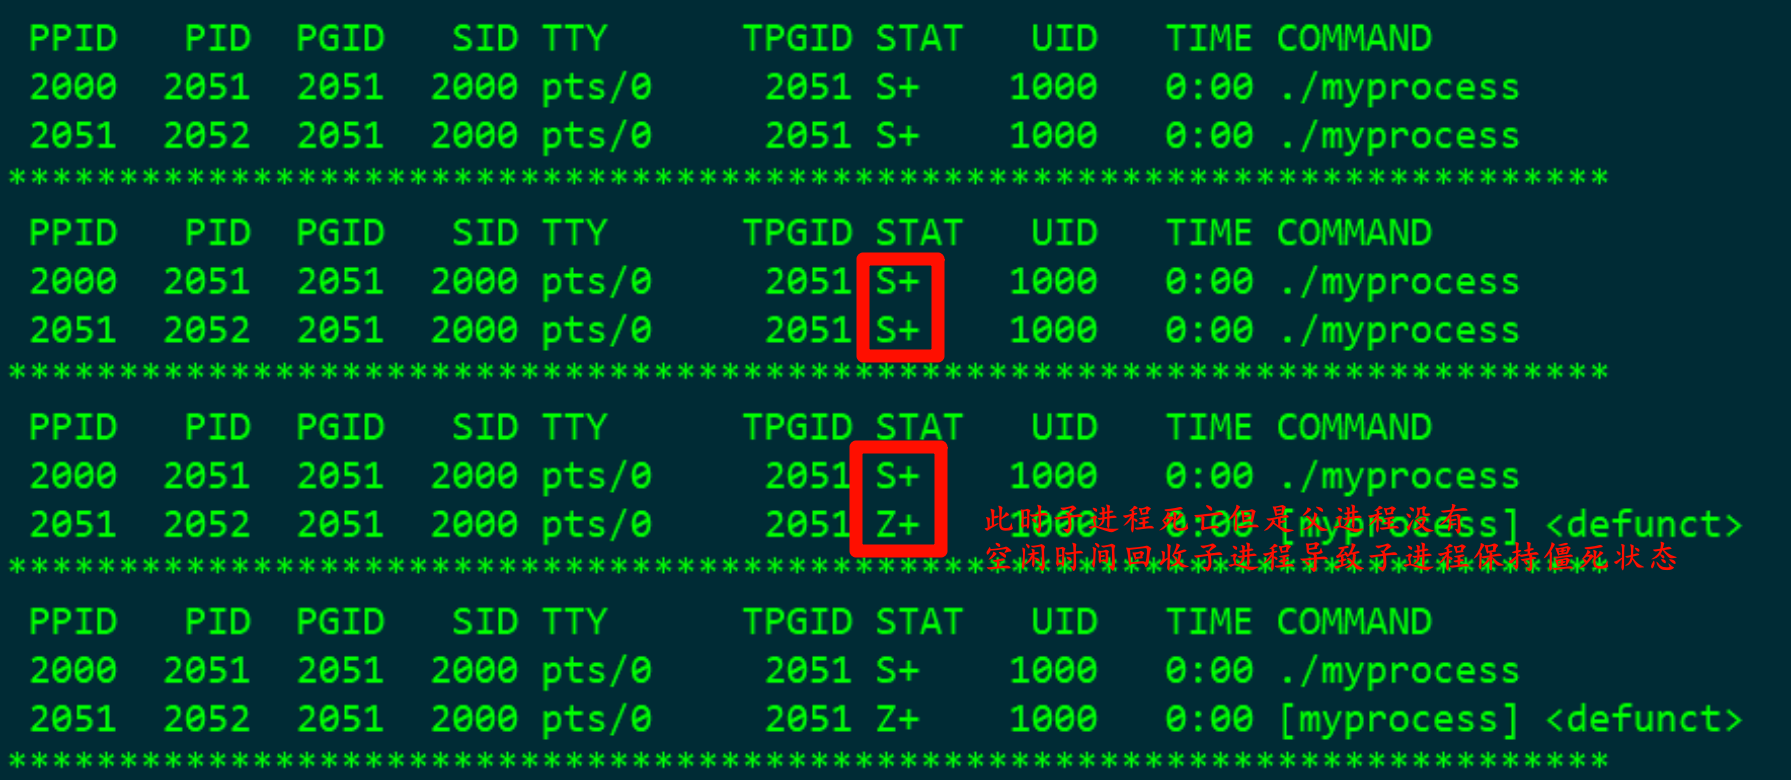 PPID PID PGID SID TTY TPGID STAT UID TIME COMMAND
2000 2051 2051 2000 pts/0 2051 S+ 1000 0:00 ./myprocess
2051 2052 2051 2000 pts/0 2051 S+ 1000 0:00 ./myprocess
************************************************************************
PPID PID PGID SID TTY TPGID STAT UID TIME COMMAND
2000 2051 2051 2000 pts/0 2051 S+ 1000 0:00 ./myprocess
2051 2052 2051 2000 pts/0 2051 S+ 1000 0:00 ./myprocess
************************************************************************
PPID PID PGID SID TTY TPGID STAT UID TIME COMMAND
2000 2051 2051 2000 pts/0 2051 S+ 1000 0:00 ./myprocess
2051 2052 2051 2000 pts/0 2051 Z+ 1000 0:00 [myprocess] <defunct>
此时子进程死亡但是父进程没有
空闲时间回收子进程导致子进程保持僵死状态
************************************************************************
PPID PID PGID SID TTY TPGID STAT UID TIME COMMAND
2000 2051 2051 2000 pts/0 2051 S+ 1000 0:00 ./myprocess
2051 2052 2051 2000 pts/0 2051 Z+ 1000 0:00 [myprocess] <defunct>
************************************************************************